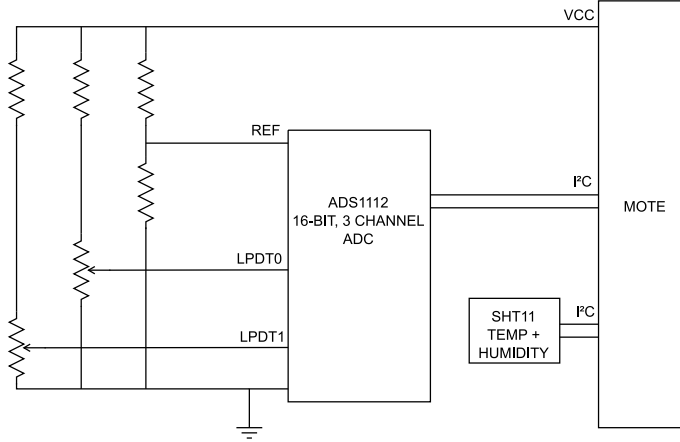 VCC
REF
ADS1112
16-BIT, 3 CHANNEL
ADC
I²C
MOTE
LPDT0
LPDT1
SHT11
TEMP +
HUMIDITY
I²C